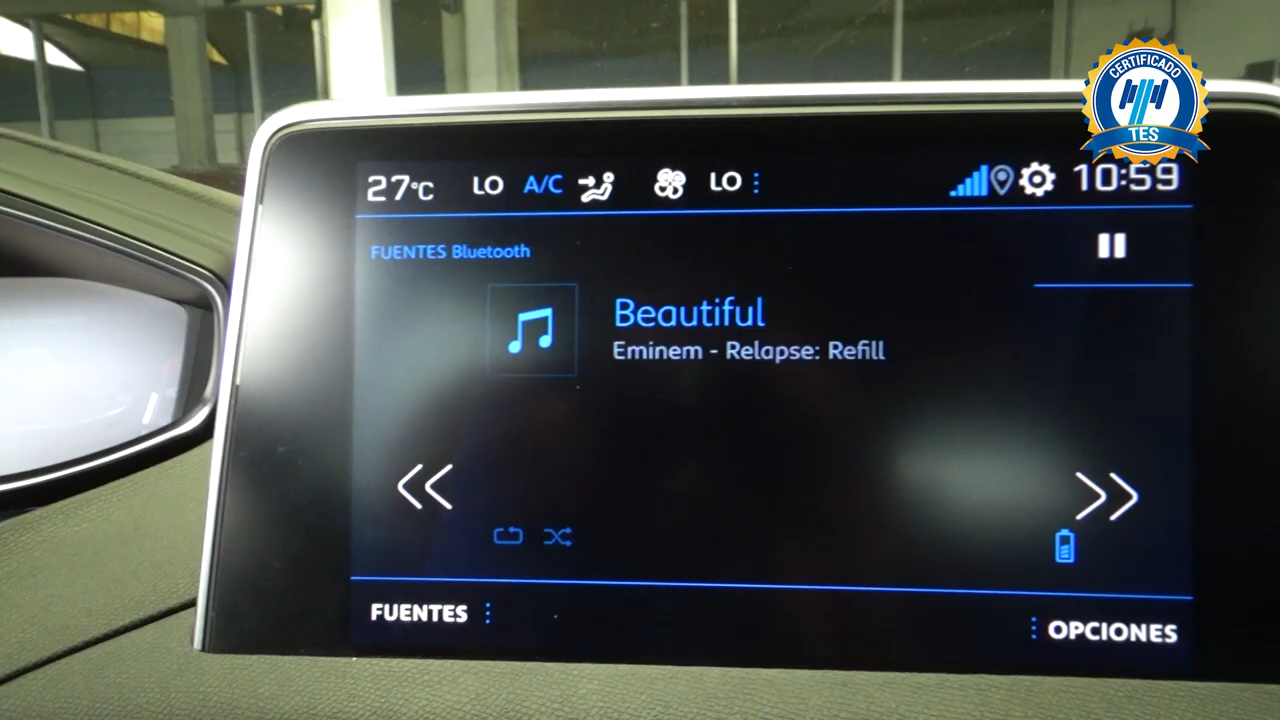 CERTIFICADO
TES
27°C LO A/C LO 10:59
FUENTES Bluetooth
Beautiful
Eminem - Relapse: Refill
FUENTES
OPCIONES